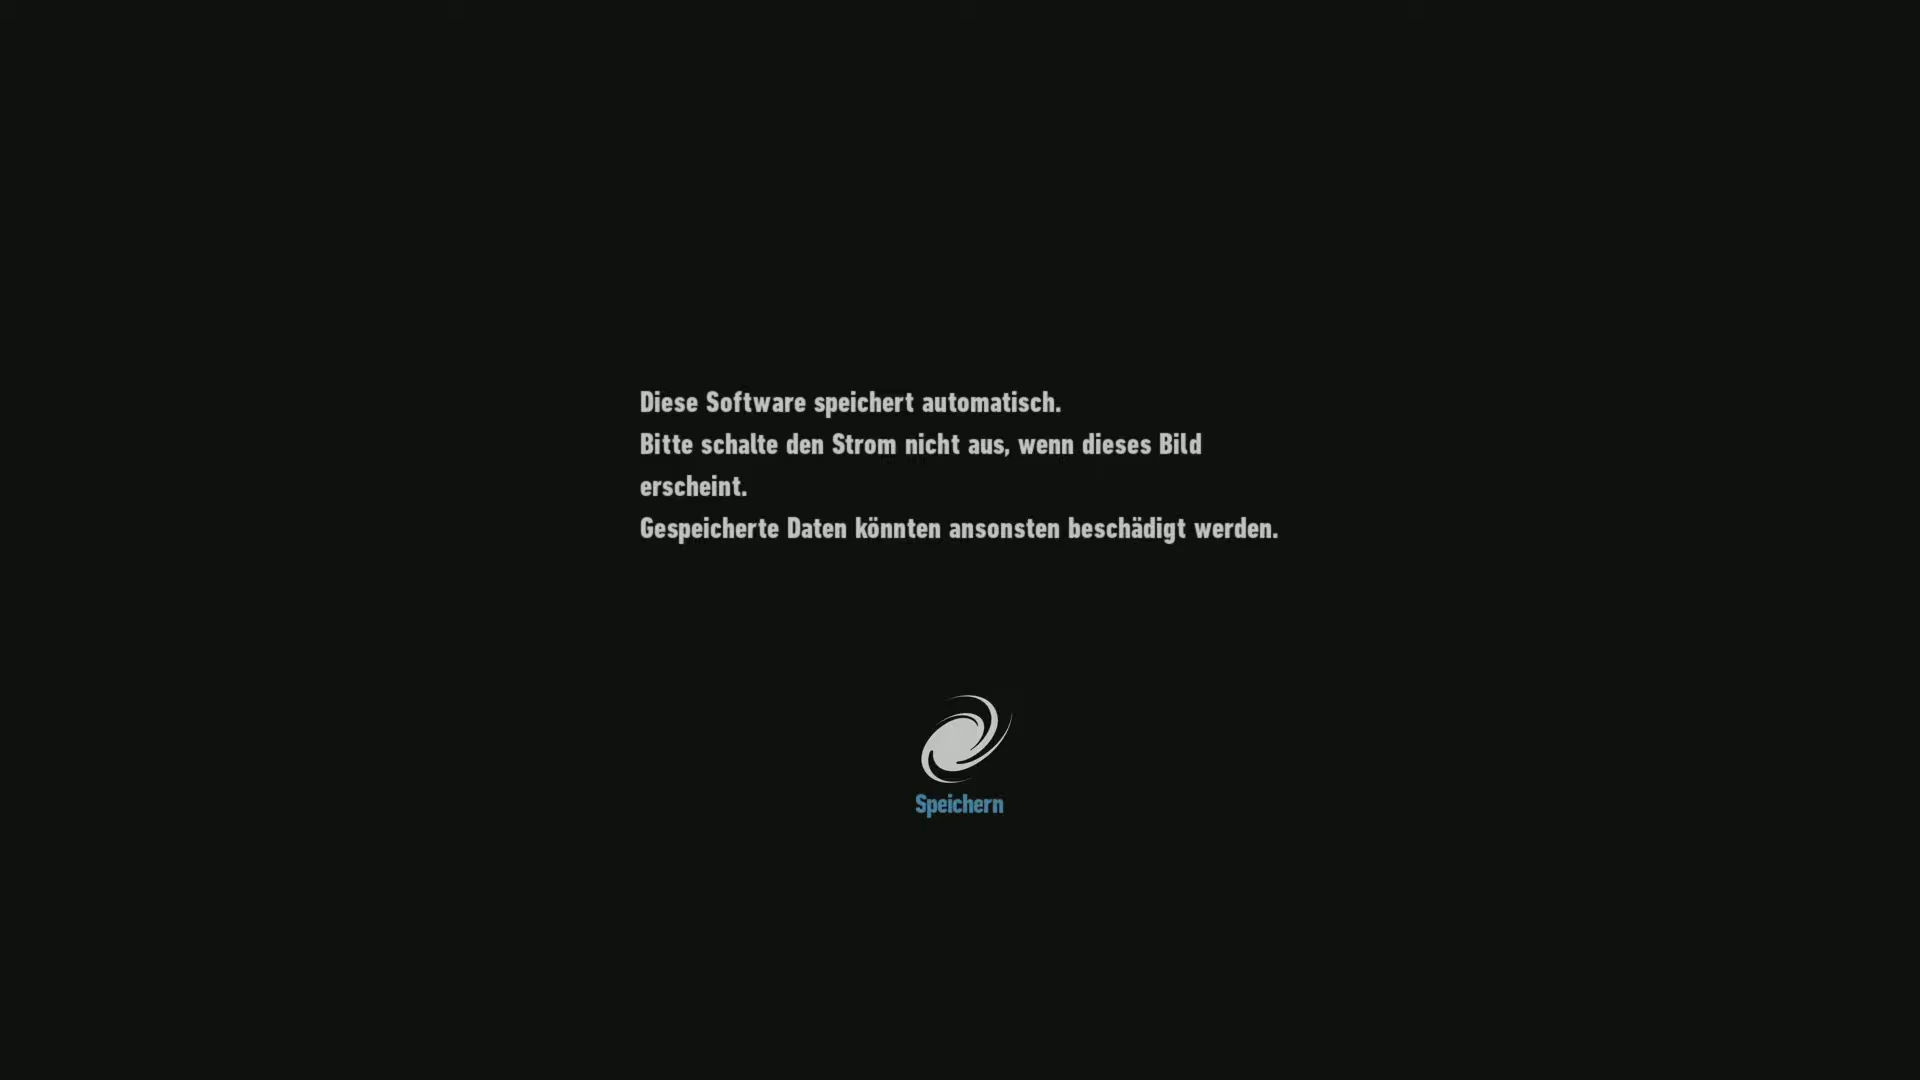 Diese Software speichert automatisch.
Bitte schalte den Strom nicht aus, wenn dieses Bild
erscheint.
Gespeicherte Daten könnten ansonsten beschädigt werden.
Speichern